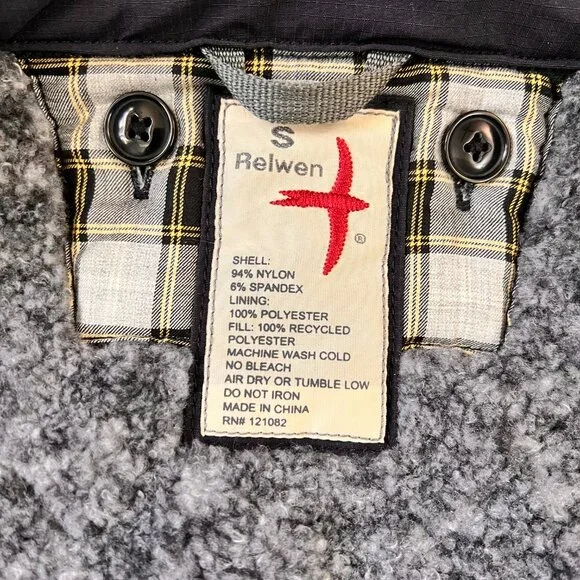 S
Relwen
®
SHELL:
94% NYLON
6% SPANDEX
LINING:
100% POLYESTER
FILL: 100% RECYCLED
POLYESTER
MACHINE WASH COLD
NO BLEACH
AIR DRY OR TUMBLE LOW
DO NOT IRON
MADE IN CHINA
RN# 121082